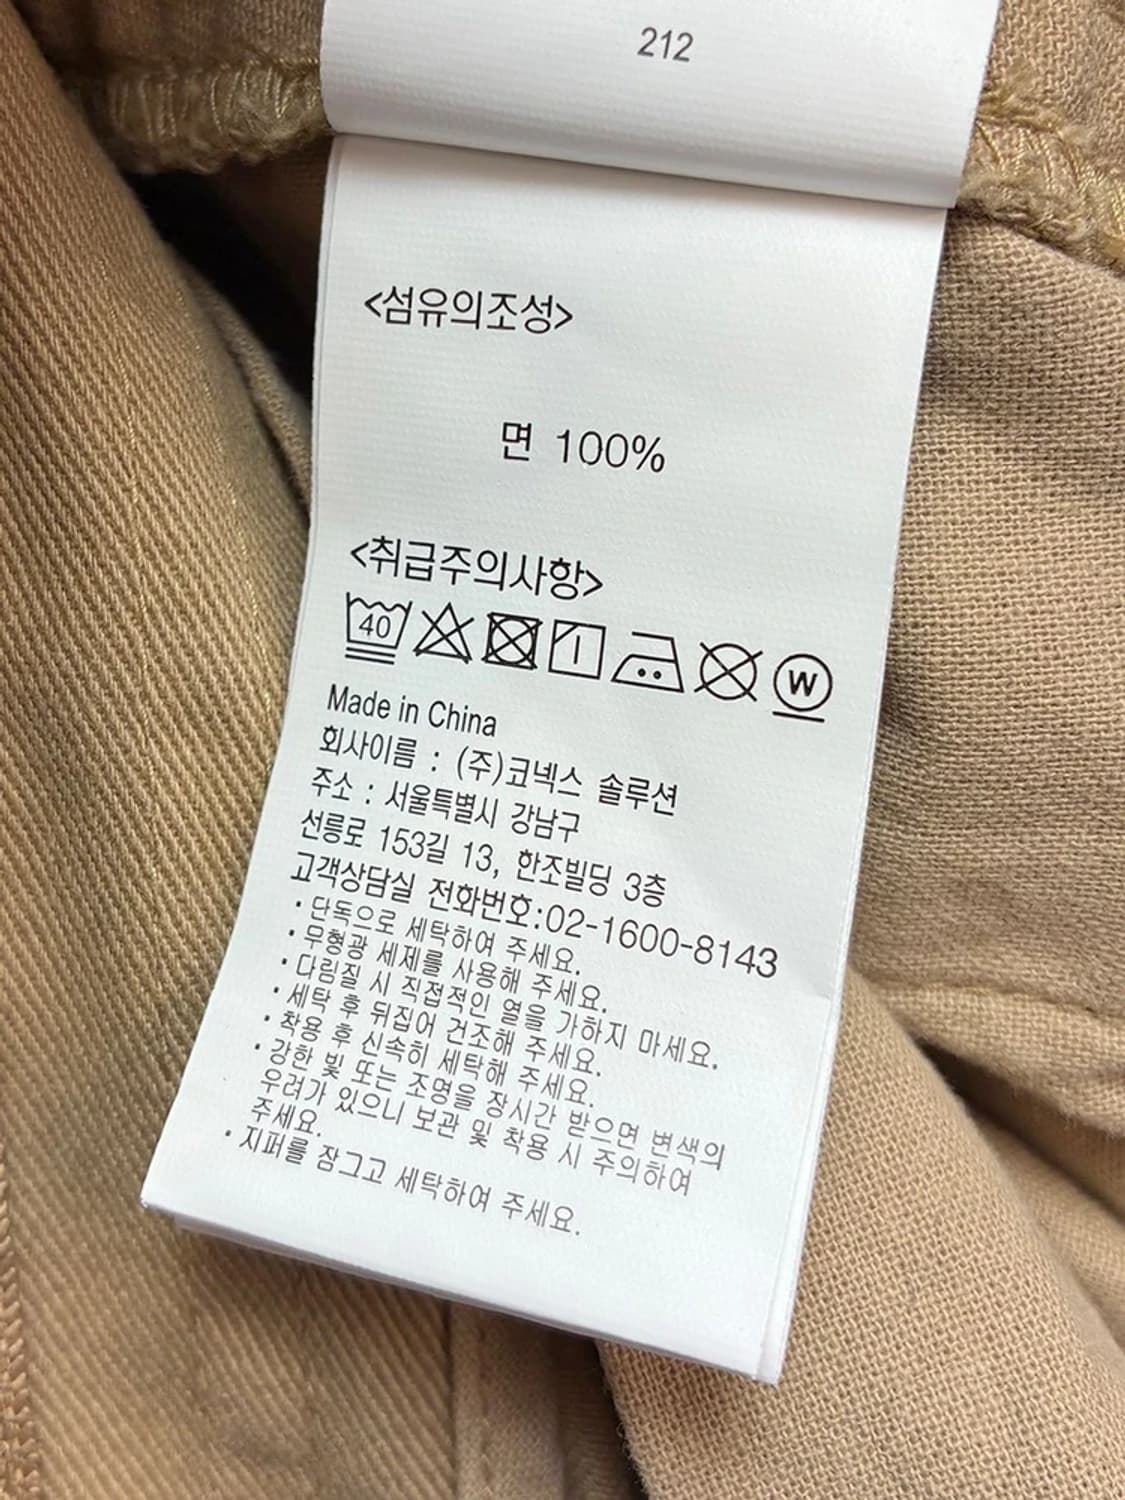 212
<섬유의조성>
면 100%
<취급주의사항>
40
W
Made in China
회사이름 : (주)코넥스 솔루션
주소 : 서울특별시 강남구
선릉로 153길 13, 한조빌딩 3층
고객상담실 전화번호:02-1600-8143
· 단독으로 세탁하여 주세요.
· 무형광 세제를 사용해 주세요.
· 다림질 시 직접적인 열을 가하지 마세요.
· 세탁 후 뒤집어 건조해 주세요.
· 착용 후 신속히 세탁해 주세요.
· 강한 빛 또는 조명을 장시간 받으면 변색의
우려가 있으니 보관 및 착용 시 주의하여
주세요.
· 지퍼를 잠그고 세탁하여 주세요.